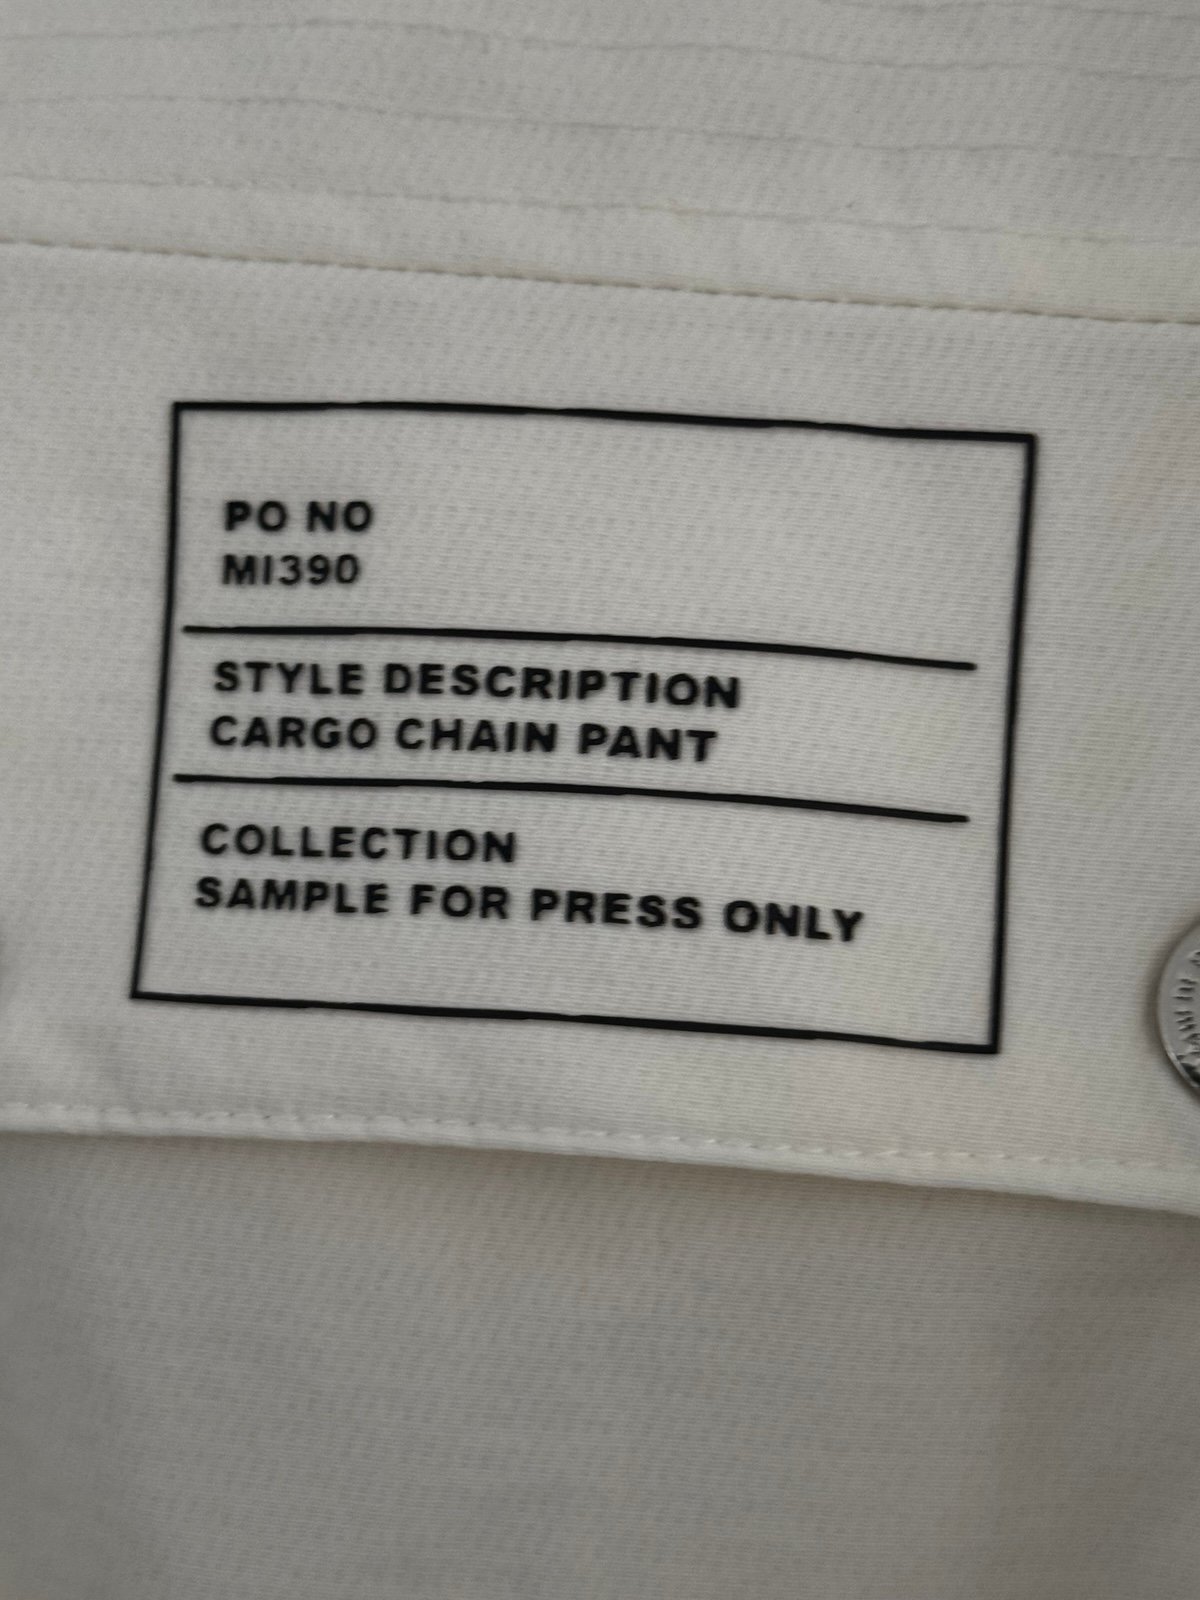 PO NO
MI390
STYLE DESCRIPTION
CARGO CHAIN PANT
COLLECTION
SAMPLE FOR PRESS ONLY